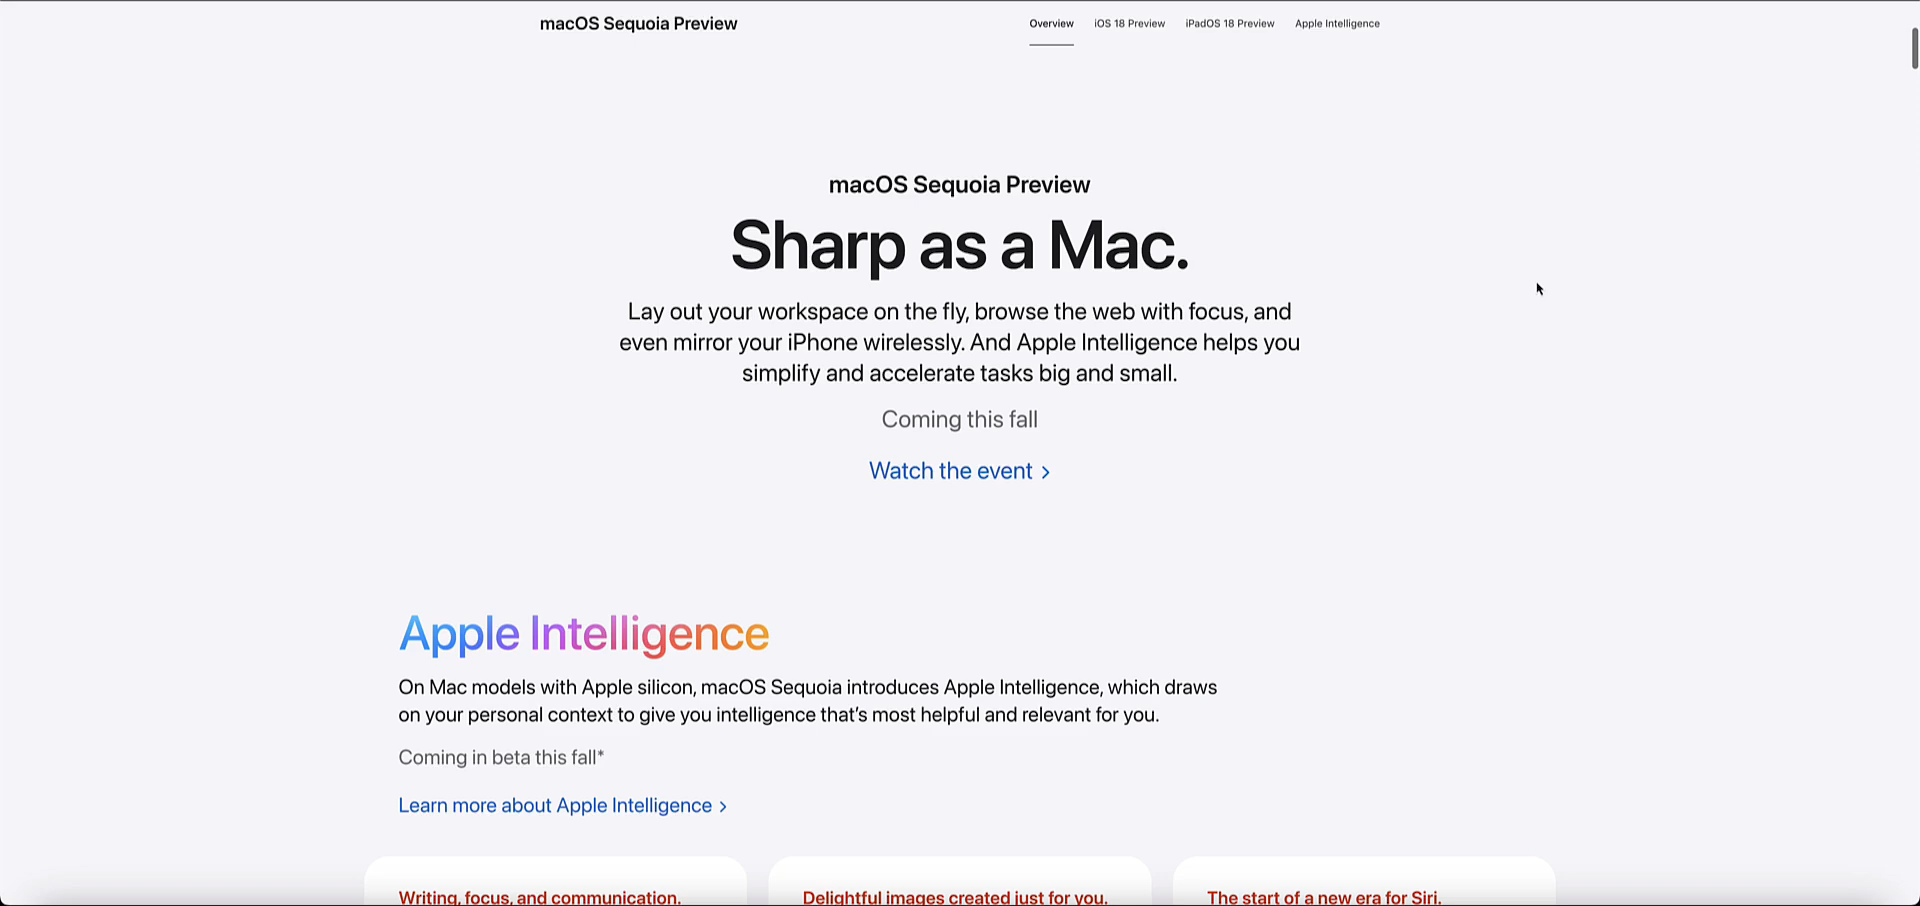 macOS Sequoia Preview
Overview
iOS 18 Preview
iPadOS 18 Preview
Apple Intelligence
macOS Sequoia Preview
Sharp as a Mac.
Lay out your workspace on the fly, browse the web with focus, and
even mirror your iPhone wirelessly. And Apple Intelligence helps you
simplify and accelerate tasks big and small.
Coming this fall
Watch the event >
Apple Intelligence
On Mac models with Apple silicon, macOS Sequoia introduces Apple Intelligence, which draws
on your personal context to give you intelligence that’s most helpful and relevant for you.
Coming in beta this fall*
Learn more about Apple Intelligence >
Writing, focus, and communication.
Delightful images created just for you.
The start of a new era for Siri.